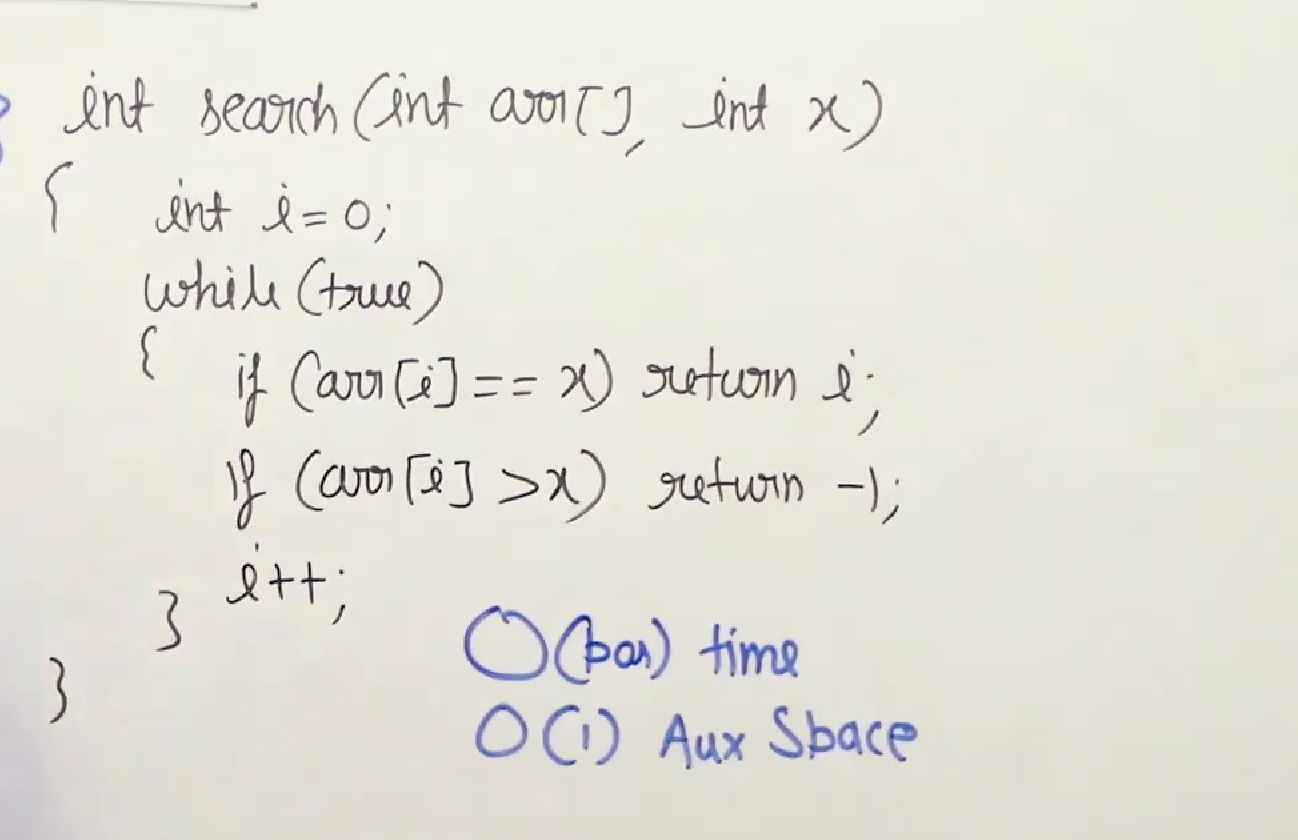 int search(int arr[], int x)
{ int i=0;
while(true)
{ if (arr[i]==x) return i;
if (arr[i]>x) return -1;
i++;
}
}
O(pos) time
O(1) Aux Space